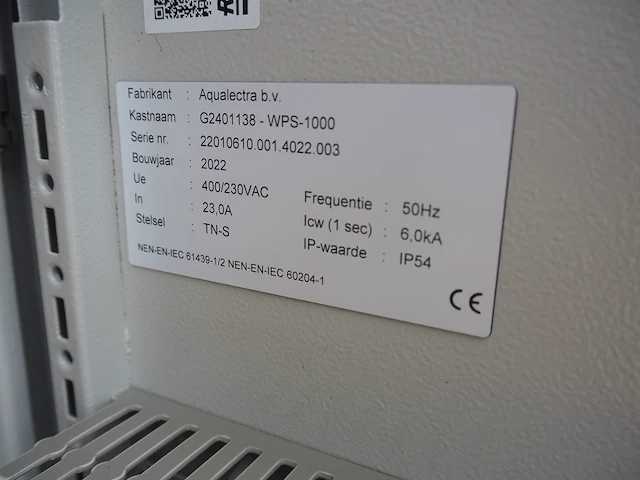 Fabrikant : Aqualectra b.v.
Kastnaam : G2401138 - WPS-1000
Serie nr. : 22010610.001.4022.003
Bouwjaar : 2022
Ue : 400/230VAC
In : 23,0A
Stelsel : TN-S
Frequentie : 50Hz
Icw (1 sec) : 6,0kA
IP-waarde : IP54
NEN-EN-IEC 61439-1/2 NEN-EN-IEC 60204-1
CE